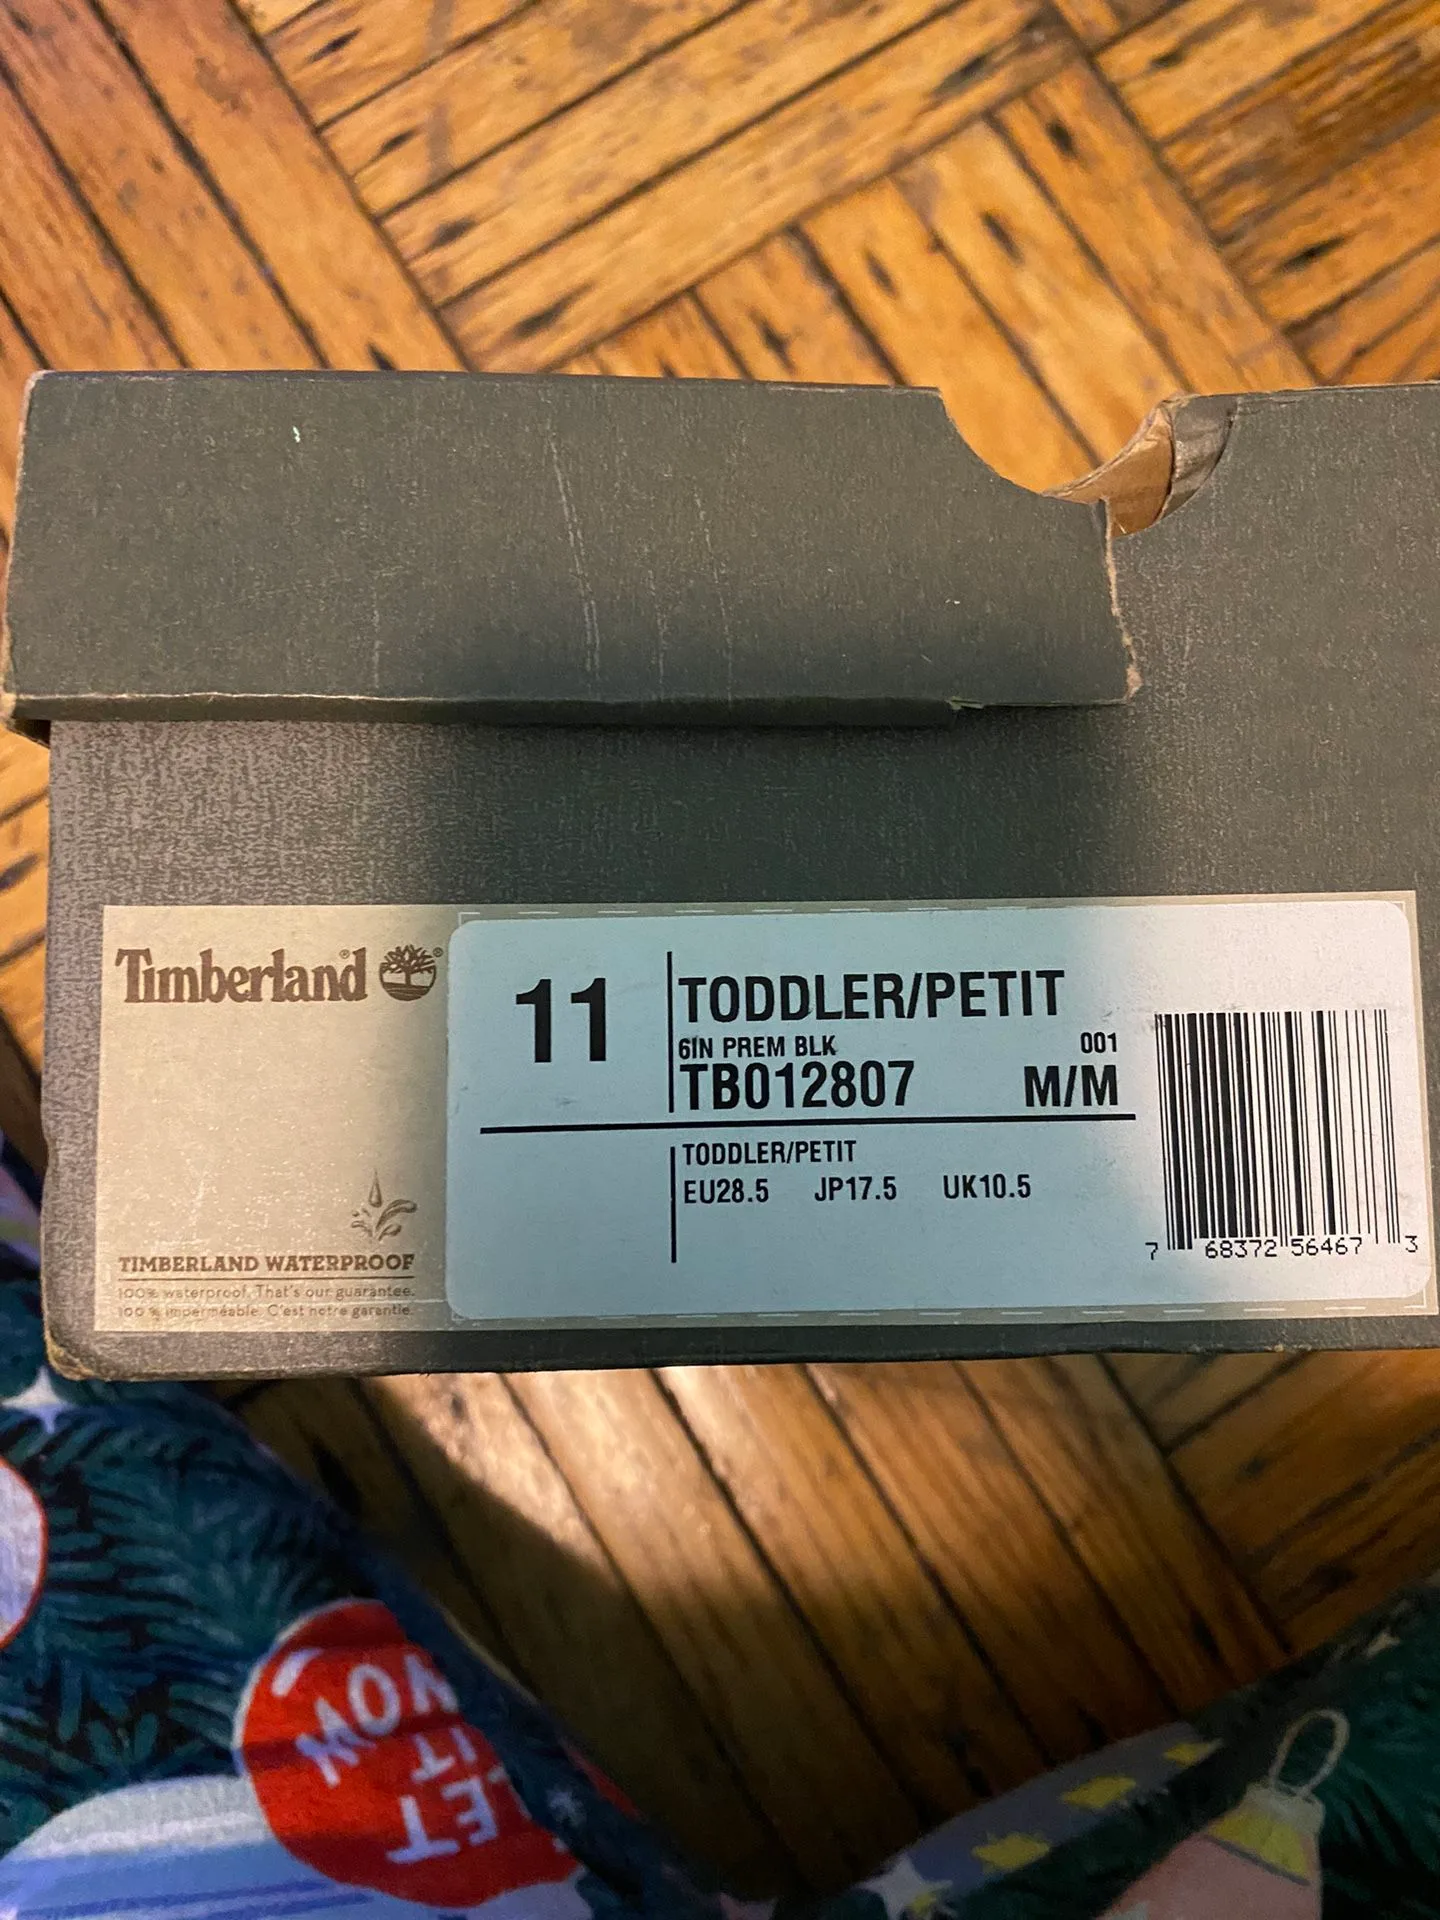 Timberland®
11
TODDLER/PETIT
6IN PREM BLK 001
TB012807 M/M
TODDLER/PETIT
EU28.5 JP17.5 UK10.5
7 68372 56467 3
TIMBERLAND WATERPROOF
100% waterproof. That's our guarantee.
100 % imperméable. C'est notre garantie.
LET
IT